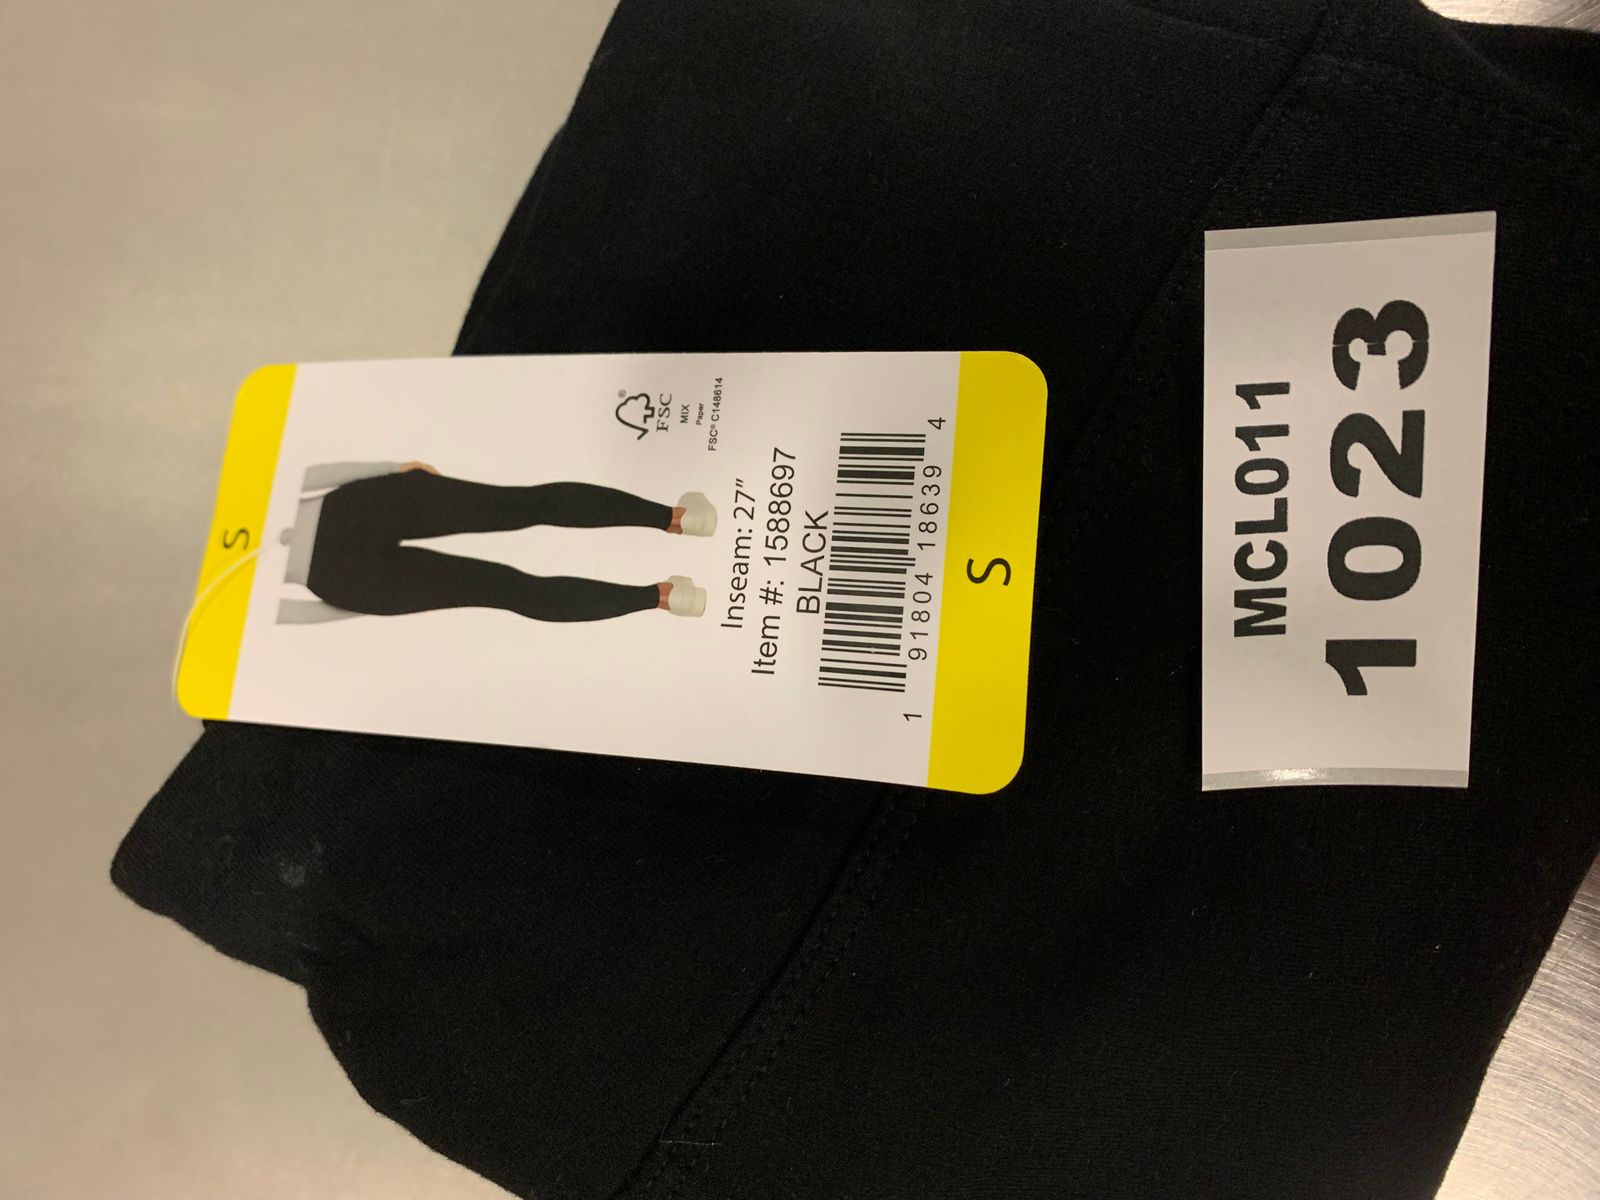 S
FSC®
MIX
Paper
FSC® C148614
Inseam: 27"
Item #: 1588697
BLACK
1 91804 18639 4
S
MCL011
1023